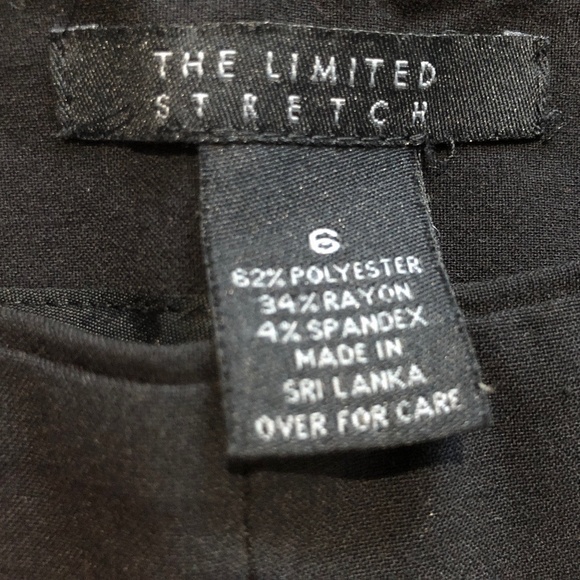 THE LIMITED
STRETCH
6
62% POLYESTER
34% RAYON
4% SPANDEX
MADE IN
SRI LANKA
OVER FOR CARE